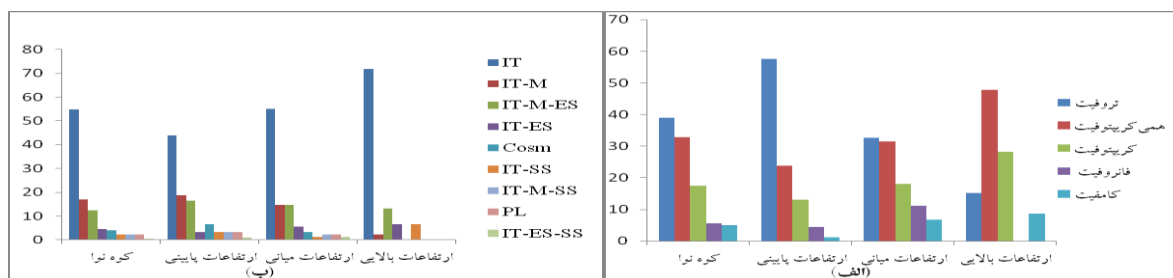 80
70
60
50
40
30
20
10
0
کوه نوا
ارتفاعات پایینی
ارتفاعات میانی
ارتفاعات بالایی
(ب)
IT
IT-M
IT-M-ES
IT-ES
Cosm
IT-SS
IT-M-SS
PL
IT-ES-SS
70
60
50
40
30
20
10
0
کوه نوا
ارتفاعات پایینی
ارتفاعات میانی
ارتفاعات بالایی
(الف)
تروفیت
همی‌کریپتوفیت
کریپتوفیت
فانروفیت
کامفیت